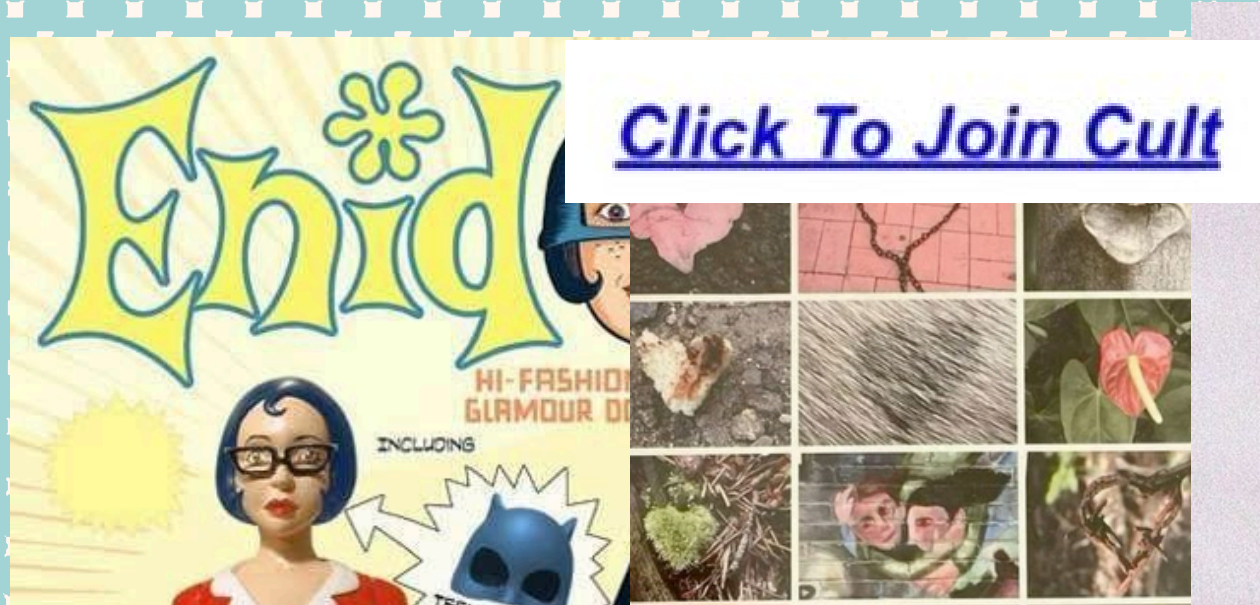 Enid
Click To Join Cult
HI-FASHION
GLAMOUR DO
INCLUDING